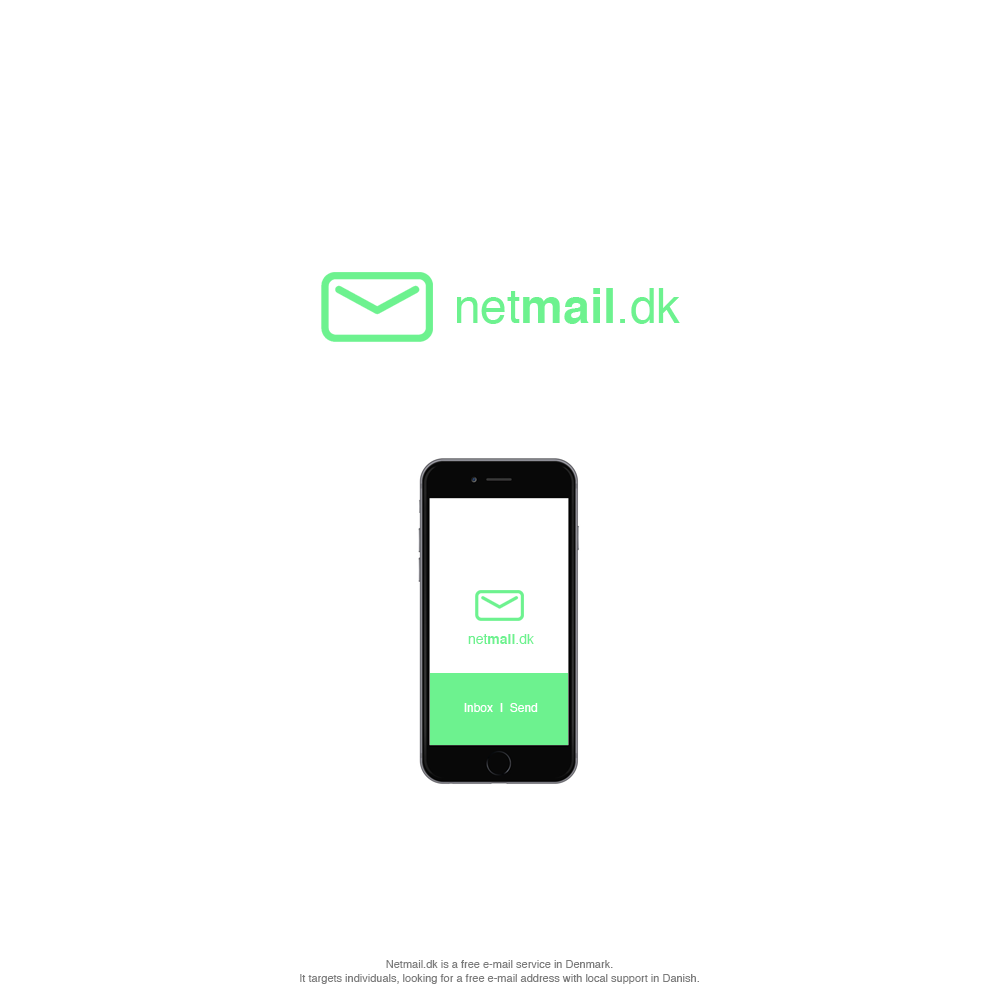 netmail.dk
netmail.dk
Inbox | Send
Netmail.dk is a free e-mail service in Denmark.
It targets individuals, looking for a free e-mail address with local support in Danish.